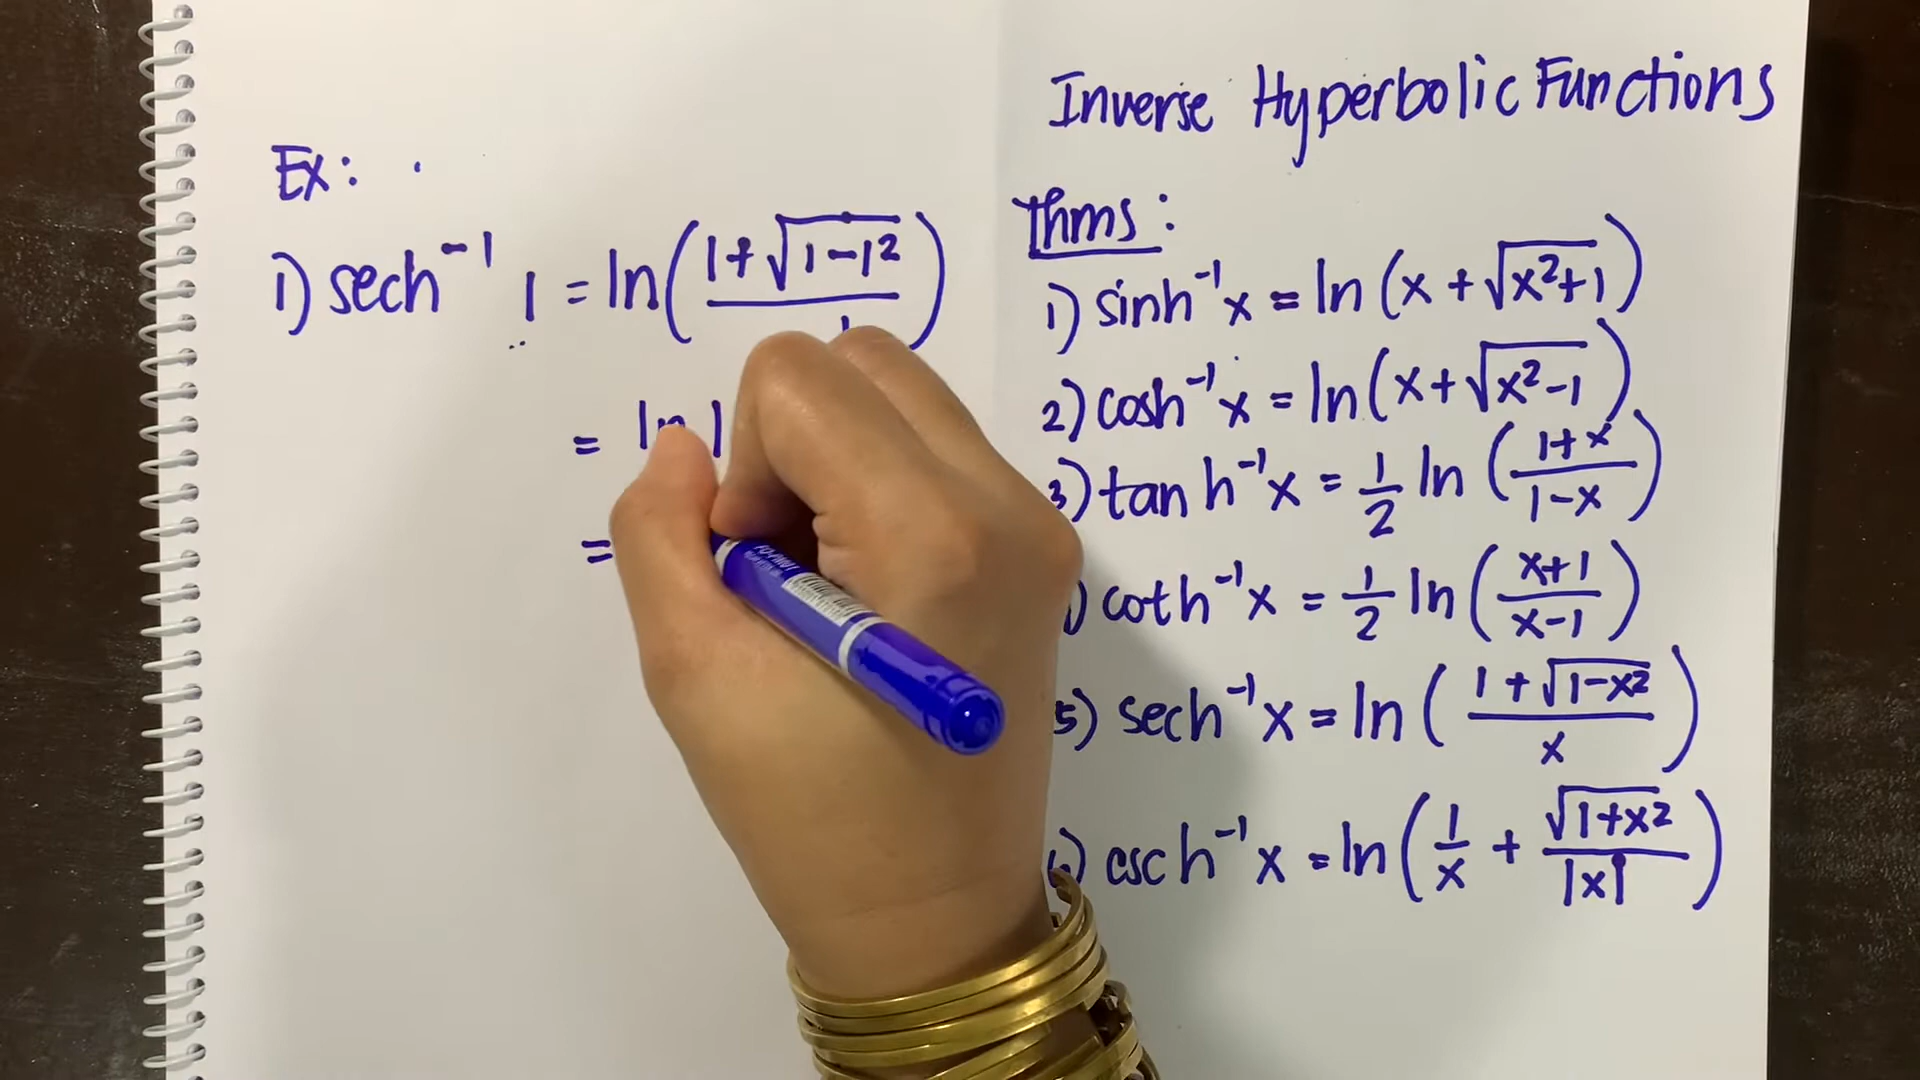 Ex:
1) sech⁻¹ 1 = ln(1+√(1-1²) / 1)
= ln 1
=
Inverse Hyperbolic Functions
Thms:
1) sinh⁻¹x = ln(x + √(x²+1))
2) cosh⁻¹x = ln(x + √(x²-1))
3) tanh⁻¹x = 1/2 ln(1+x / 1-x)
) coth⁻¹x = 1/2 ln(x+1 / x-1)
5) sech⁻¹x = ln(1+√(1-x²) / x)
6) csch⁻¹x = ln(1/x + √(1+x²) / |x|)